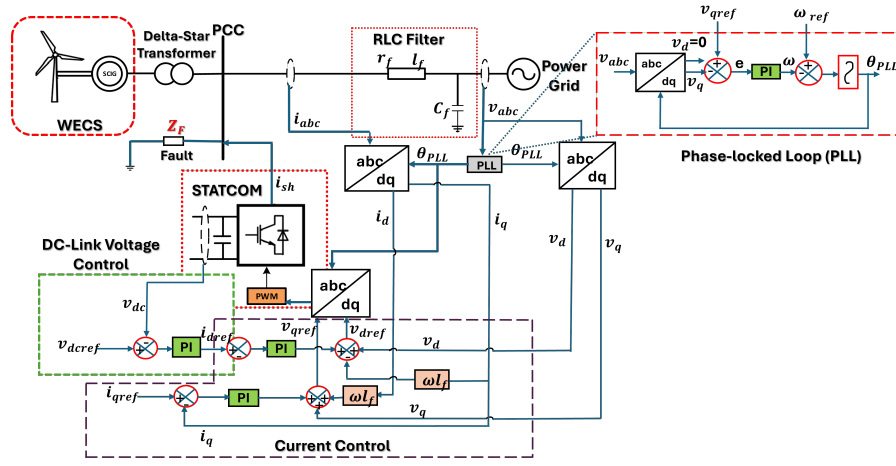 Delta-Star
Transformer
PCC
SCIG
WECS
Z_F
Fault
RLC Filter
r_f l_f
C_f
Power
Grid
i_abc
v_abc
v_qref
ω_ref
v_d=0
v_abc
abc
dq
v_q
e
PI
ω
θ_PLL
Phase-locked Loop (PLL)
abc
dq
θ_PLL
PLL
θ_PLL
abc
dq
STATCOM
i_sh
i_d
i_q
v_d
v_q
DC-Link Voltage
Control
v_dc
PWM
abc
dq
v_dcref
PI
i_dref
v_qref
v_dref
PI
v_d
ωl_f
i_qref
PI
ωl_f
v_q
i_q
Current Control